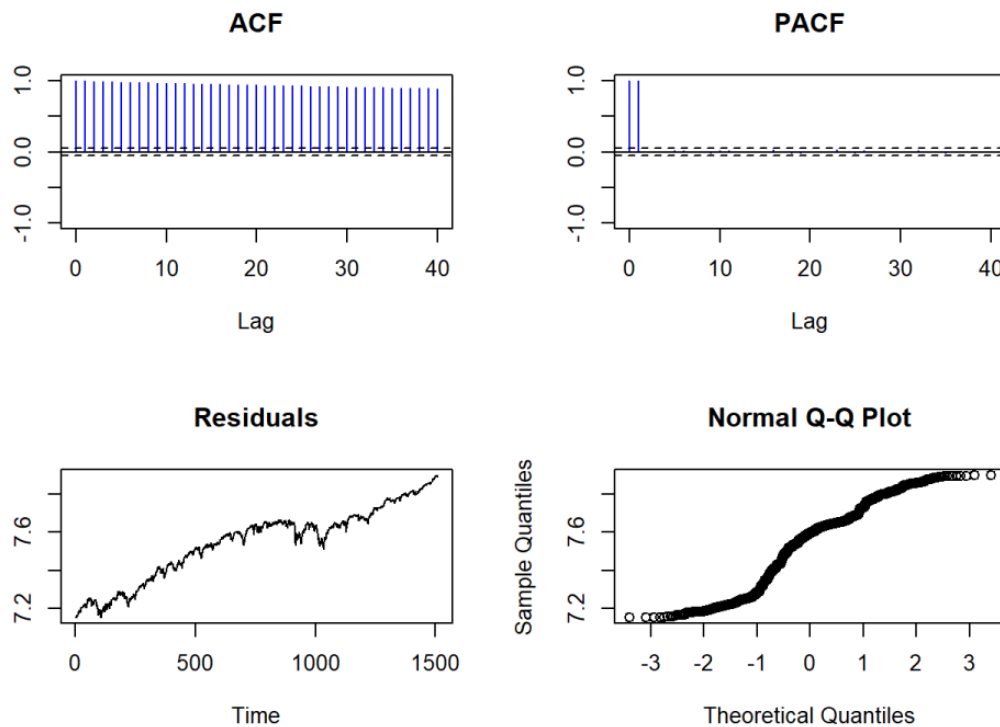 ACF
1.0
0.0
-1.0
0 10 20 30 40
Lag
PACF
1.0
0.0
-1.0
0 10 20 30 40
Lag
Residuals
7.6
7.2
0 500 1000 1500
Time
Normal Q-Q Plot
Sample Quantiles
7.6
7.2
-3 -2 -1 0 1 2 3
Theoretical Quantiles